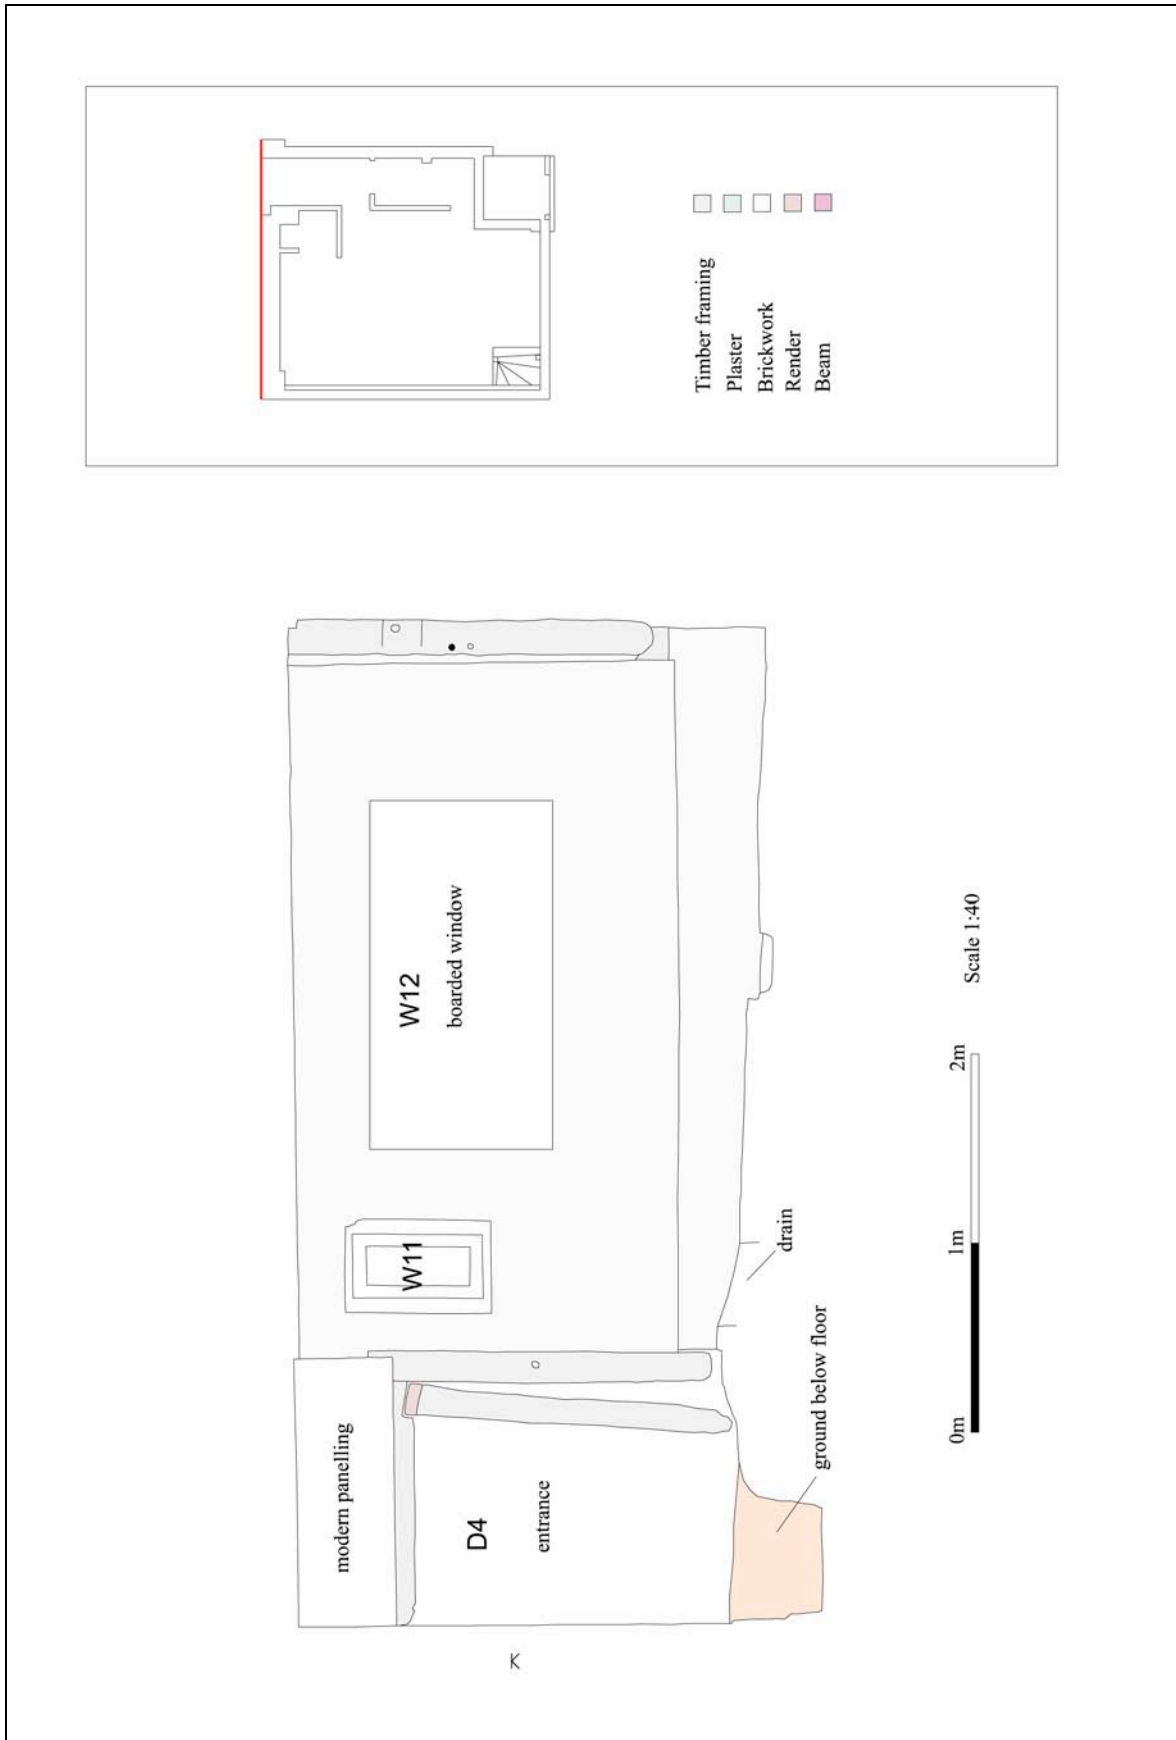 Timber framing
Plaster
Brickwork
Render
Beam
modern panelling
D4
entrance
W11
W12
boarded window
drain
ground below floor
K
0m
1m
2m
Scale 1:40